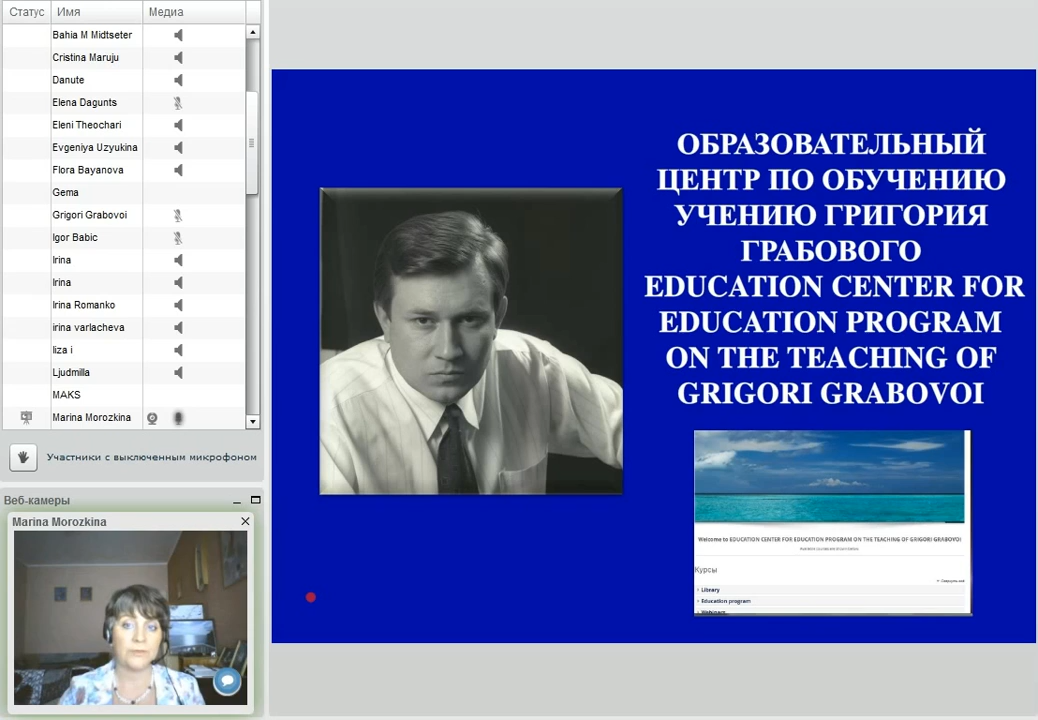 Статус Имя Медиа
Bahia M Midtseter
Cristina Maruju
Danute
Elena Dagunts
Eleni Theochari
Evgeniya Uzyukina
Flora Bayanova
Gema
Grigori Grabovoi
Igor Babic
Irina
Irina
Irina Romanko
irina varlacheva
liza i
Ljudmilla
MAKS
Marina Morozkina
Участники с выключенным микрофоном
Веб-камеры
Marina Morozkina
ОБРАЗОВАТЕЛЬНЫЙ
ЦЕНТР ПО ОБУЧЕНИЮ
УЧЕНИЮ ГРИГОРИЯ
ГРАБОВОГО
EDUCATION CENTER FOR
EDUCATION PROGRAM
ON THE TEACHING OF
GRIGORI GRABOVOI
Welcome to EDUCATION CENTER FOR EDUCATION PROGRAM ON THE TEACHING OF GRIGORI GRABOVOI
Курсы
Library
Education program
Webinars